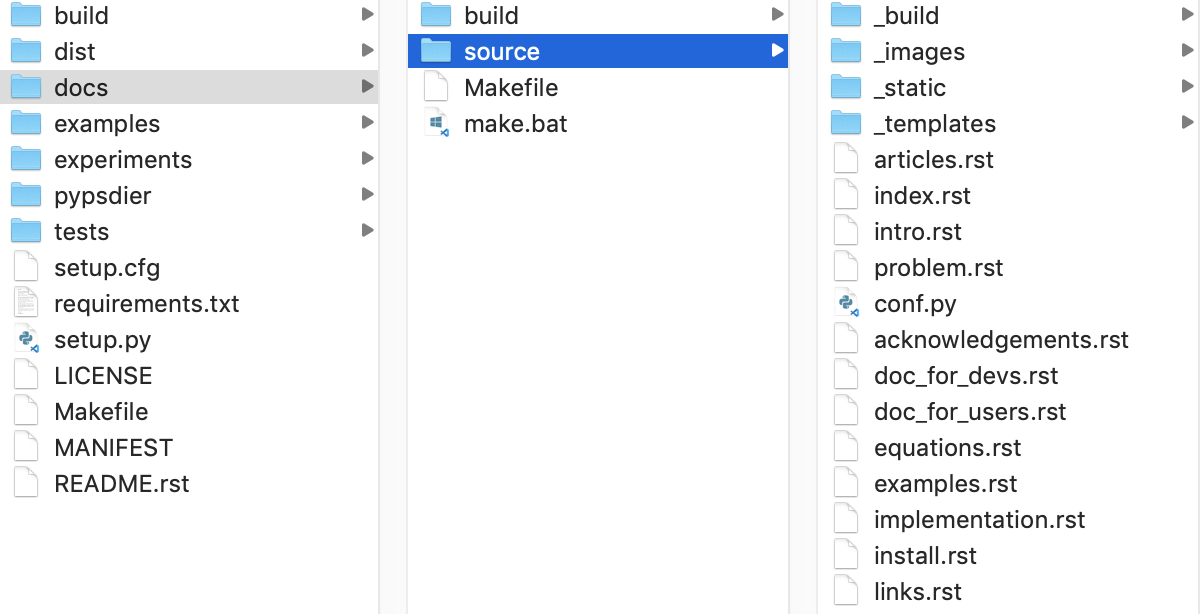 build
dist
docs
examples
experiments
pypsdier
tests
setup.cfg
requirements.txt
setup.py
LICENSE
Makefile
MANIFEST
README.rst
build
source
Makefile
make.bat
_build
_images
_static
_templates
articles.rst
index.rst
intro.rst
problem.rst
conf.py
acknowledgements.rst
doc_for_devs.rst
doc_for_users.rst
equations.rst
examples.rst
implementation.rst
install.rst
links.rst